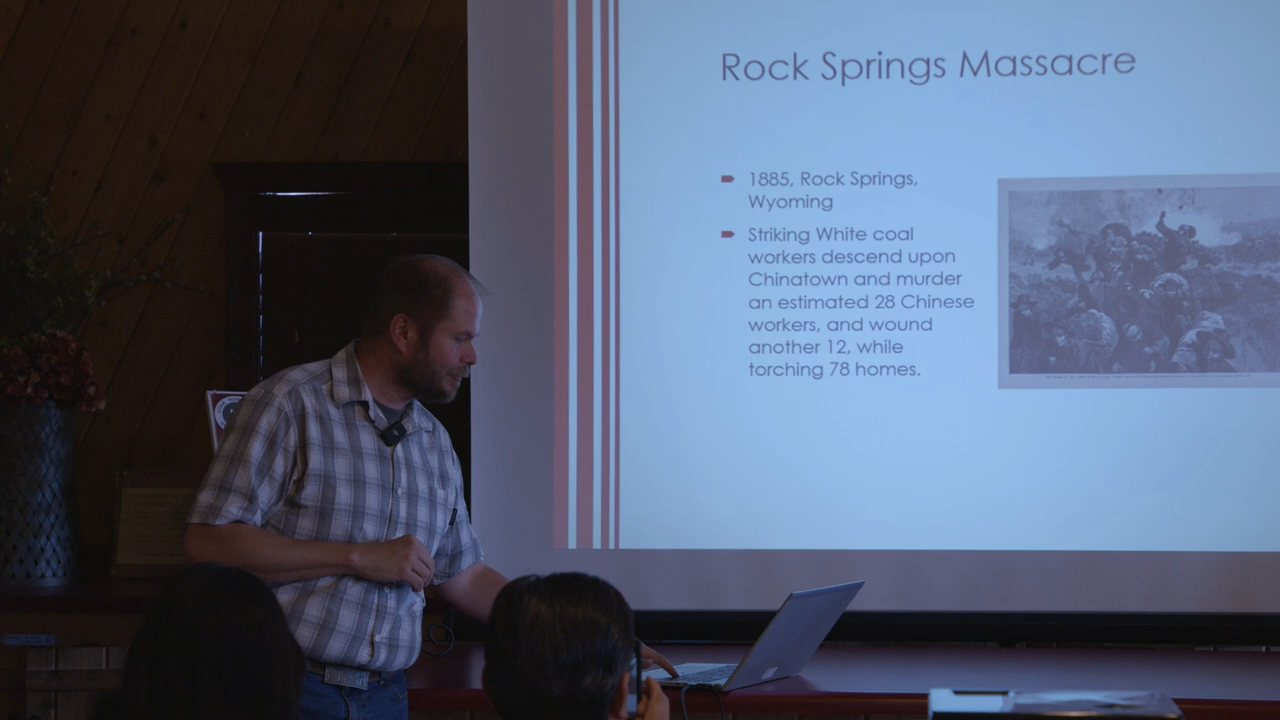 Rock Springs Massacre
1885, Rock Springs,
Wyoming
Striking White coal
workers descend upon
Chinatown and murder
an estimated 28 Chinese
workers, and wound
another 12, while
torching 78 homes.